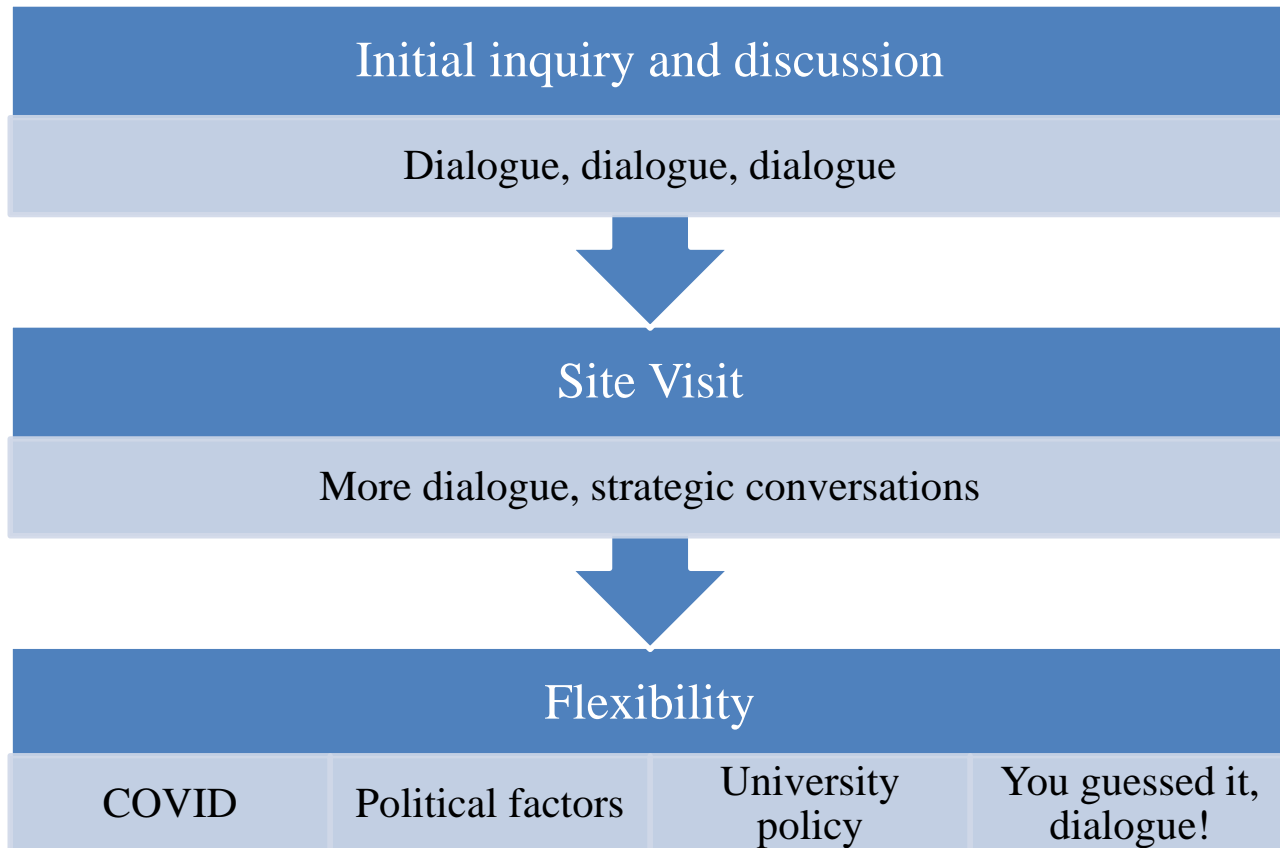 Initial inquiry and discussion
Dialogue, dialogue, dialogue
Site Visit
More dialogue, strategic conversations
Flexibility
COVID
Political factors
University
policy
You guessed it,
dialogue!